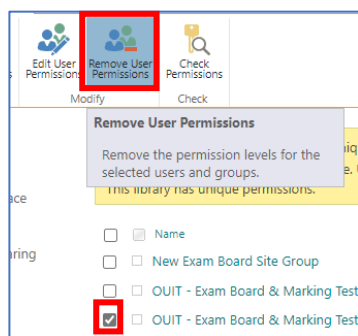 Edit User
Permissions
Remove User
Permissions
Check
Permissions
Modify
Check
Remove User Permissions
Remove the permission levels for the
selected users and groups.
This library has unique permissions.
Name
New Exam Board Site Group
OUIT - Exam Board & Marking Test
OUIT - Exam Board & Marking Test